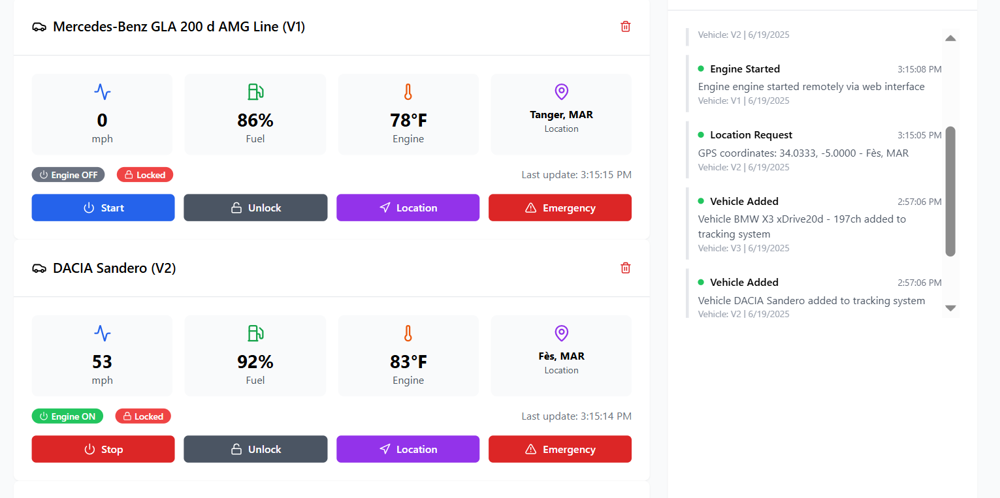 Mercedes-Benz GLA 200 d AMG Line (V1)
0
mph
86%
Fuel
78°F
Engine
Tanger, MAR
Location
Engine OFF
Locked
Last update: 3:15:15 PM
Start
Unlock
Location
Emergency
DACIA Sandero (V2)
53
mph
92%
Fuel
83°F
Engine
Fès, MAR
Location
Engine ON
Locked
Last update: 3:15:14 PM
Stop
Unlock
Location
Emergency
Vehicle: V2 | 6/19/2025
Engine Started 3:15:08 PM
Engine engine started remotely via web interface
Vehicle: V1 | 6/19/2025
Location Request 3:15:05 PM
GPS coordinates: 34.0333, -5.0000 - Fès, MAR
Vehicle: V2 | 6/19/2025
Vehicle Added 2:57:06 PM
Vehicle BMW X3 xDrive20d - 197ch added to
tracking system
Vehicle: V3 | 6/19/2025
Vehicle Added 2:57:06 PM
Vehicle DACIA Sandero added to tracking system
Vehicle: V2 | 6/19/2025